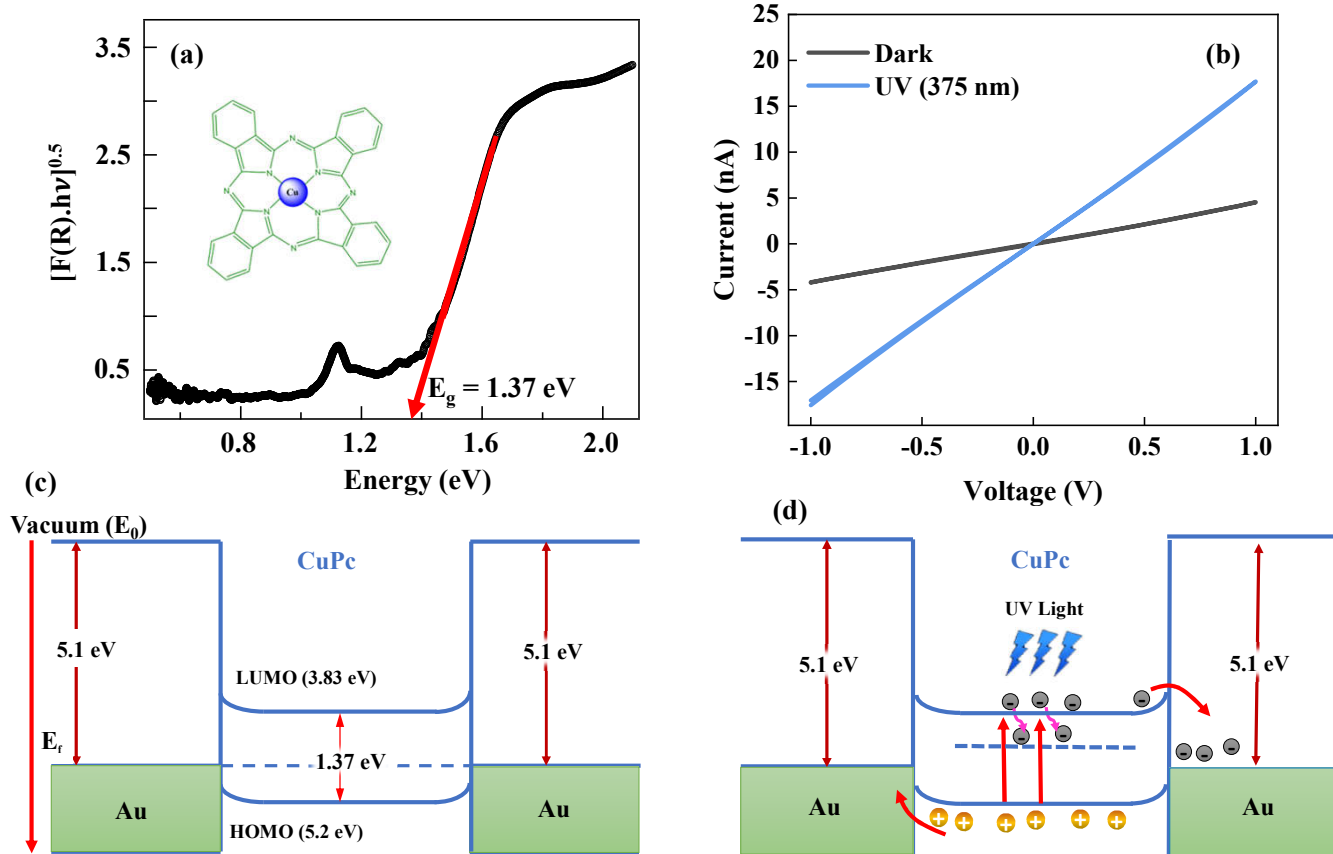 (a)
[F(R).hν]^0.5
3.5
2.5
1.5
0.5
N
N
N
N
N
N
N
N
Cu
E_g = 1.37 eV
0.8
1.2
1.6
2.0
Energy (eV)
(b)
Dark
UV (375 nm)
Current (nA)
25
20
15
10
5
0
-5
-10
-15
-1.0
-0.5
0.0
0.5
1.0
Voltage (V)
(c)
Vacuum (E₀)
CuPc
5.1 eV
5.1 eV
LUMO (3.83 eV)
E_f
1.37 eV
Au
Au
HOMO (5.2 eV)
(d)
CuPc
UV Light
5.1 eV
5.1 eV
Au
Au